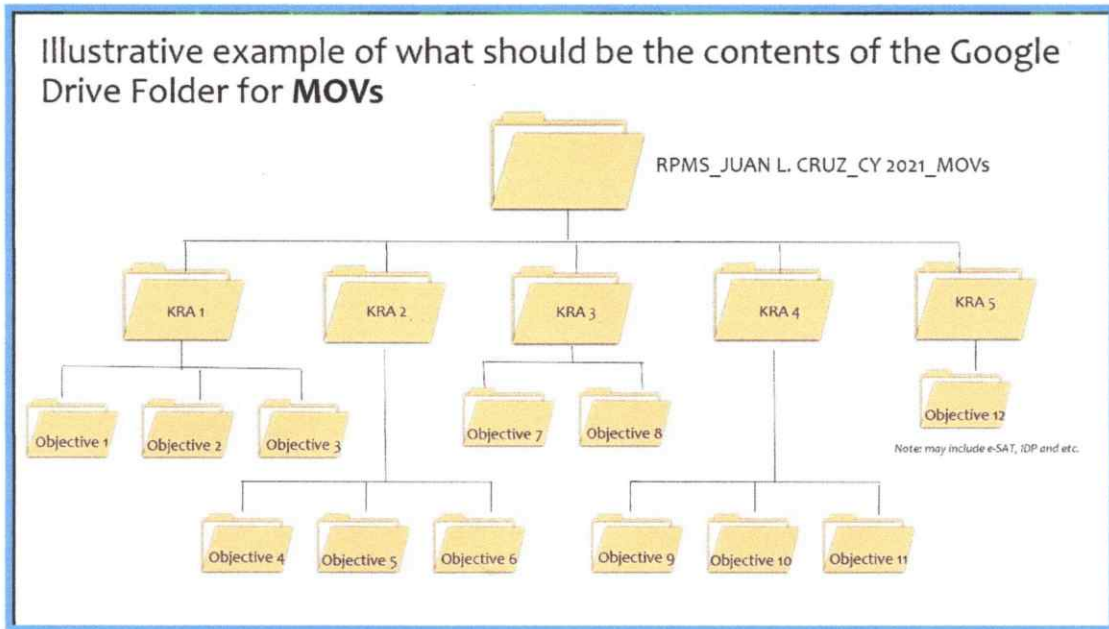 Illustrative example of what should be the contents of the Google
Drive Folder for MOVs
RPMS_JUAN L. CRUZ_CY 2021_MOVs
KRA 1
KRA 2
KRA 3
KRA 4
KRA 5
Objective 1
Objective 2
Objective 3
Objective 7
Objective 8
Objective 12
Note: may include e-SAT, IDP and etc.
Objective 4
Objective 5
Objective 6
Objective 9
Objective 10
Objective 11